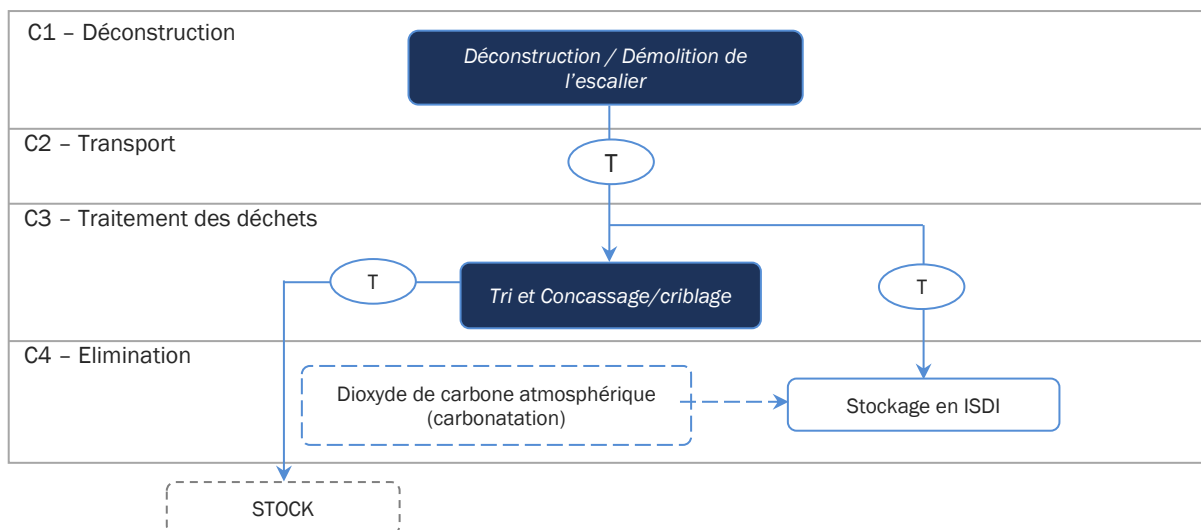 C1 – Déconstruction
Déconstruction / Démolition de
l'escalier
C2 – Transport
T
C3 – Traitement des déchets
T
Tri et Concassage/criblage
T
C4 – Elimination
Dioxyde de carbone atmosphérique
(carbonatation)
Stockage en ISDI
STOCK